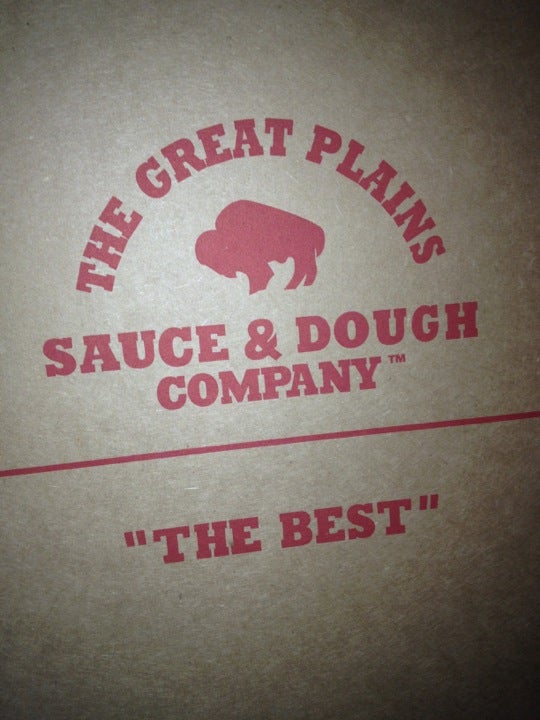 THE GREAT PLAINS
SAUCE & DOUGH
COMPANY™
"THE BEST"